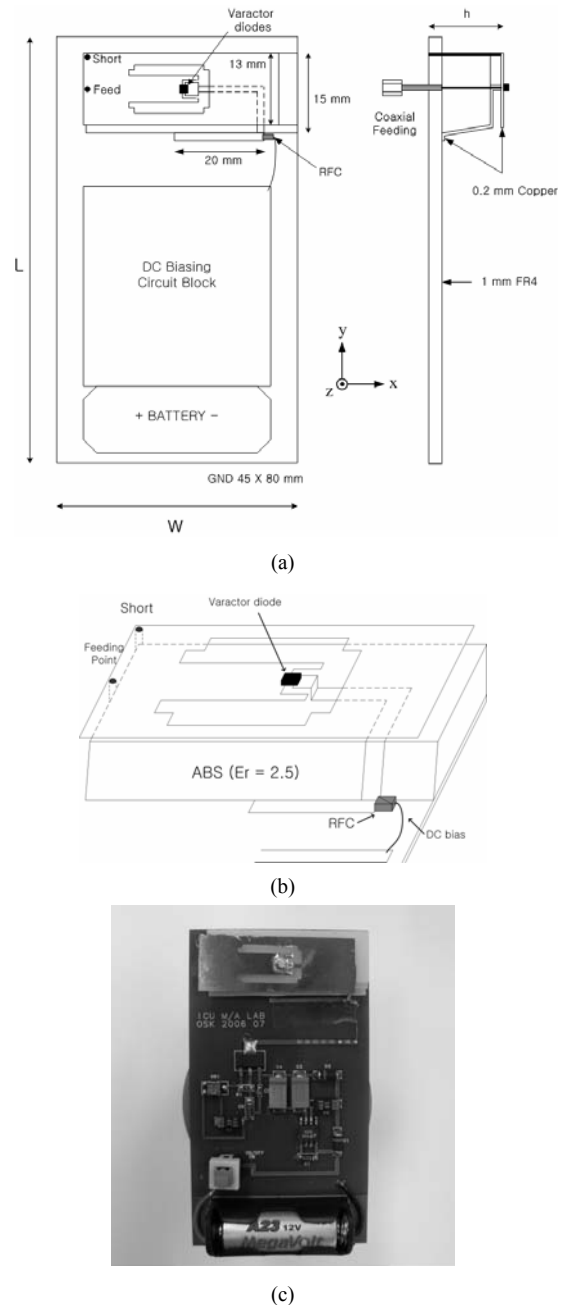 Varactor
diodes
Short
Feed
13 mm
15 mm
20 mm
RFC
L
DC Biasing
Circuit Block
+ BATTERY -
GND 45 X 80 mm
W
h
Coaxial
Feeding
0.2 mm Copper
1 mm FR4
y
z
x
(a)
Short
Varactor diode
Feeding
Point
ABS (Er = 2.5)
RFC
DC bias
(b)
ICU M/A LAB
OSK 2006 07
A23 12V
MegaVolt
(c)